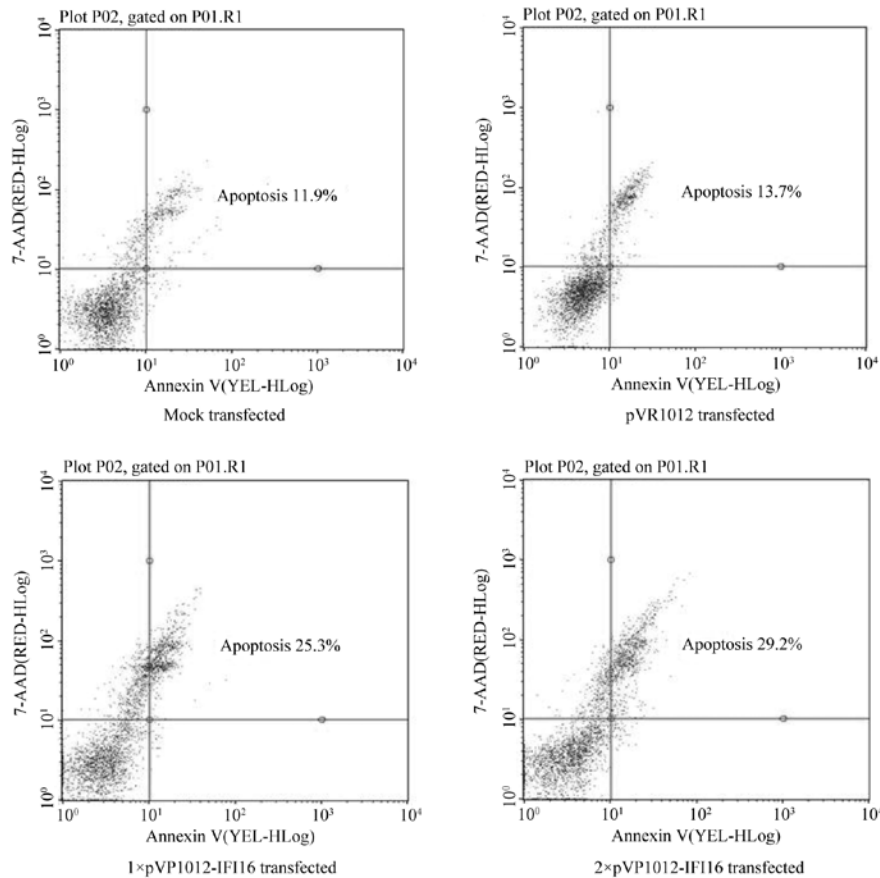 Plot P02, gated on P01.R1
10⁴
10³
10²
10¹
10⁰
7-AAD(RED-HLog)
Apoptosis 11.9%
10⁰ 10¹ 10² 10³ 10⁴
Annexin V(YEL-HLog)
Mock transfected
Plot P02, gated on P01.R1
10⁴
10³
10²
10¹
10⁰
7-AAD(RED-HLog)
Apoptosis 13.7%
10⁰ 10¹ 10² 10³ 10⁴
Annexin V(YEL-HLog)
pVR1012 transfected
Plot P02, gated on P01.R1
10⁴
10³
10²
10¹
10⁰
7-AAD(RED-HLog)
Apoptosis 25.3%
10⁰ 10¹ 10² 10³ 10⁴
Annexin V(YEL-HLog)
1×pVP1012-IFI16 transfected
Plot P02, gated on P01.R1
10⁴
10³
10²
10¹
10⁰
7-AAD(RED-HLog)
Apoptosis 29.2%
10⁰ 10¹ 10² 10³ 10⁴
Annexin V(YEL-HLog)
2×pVP1012-IFI16 transfected